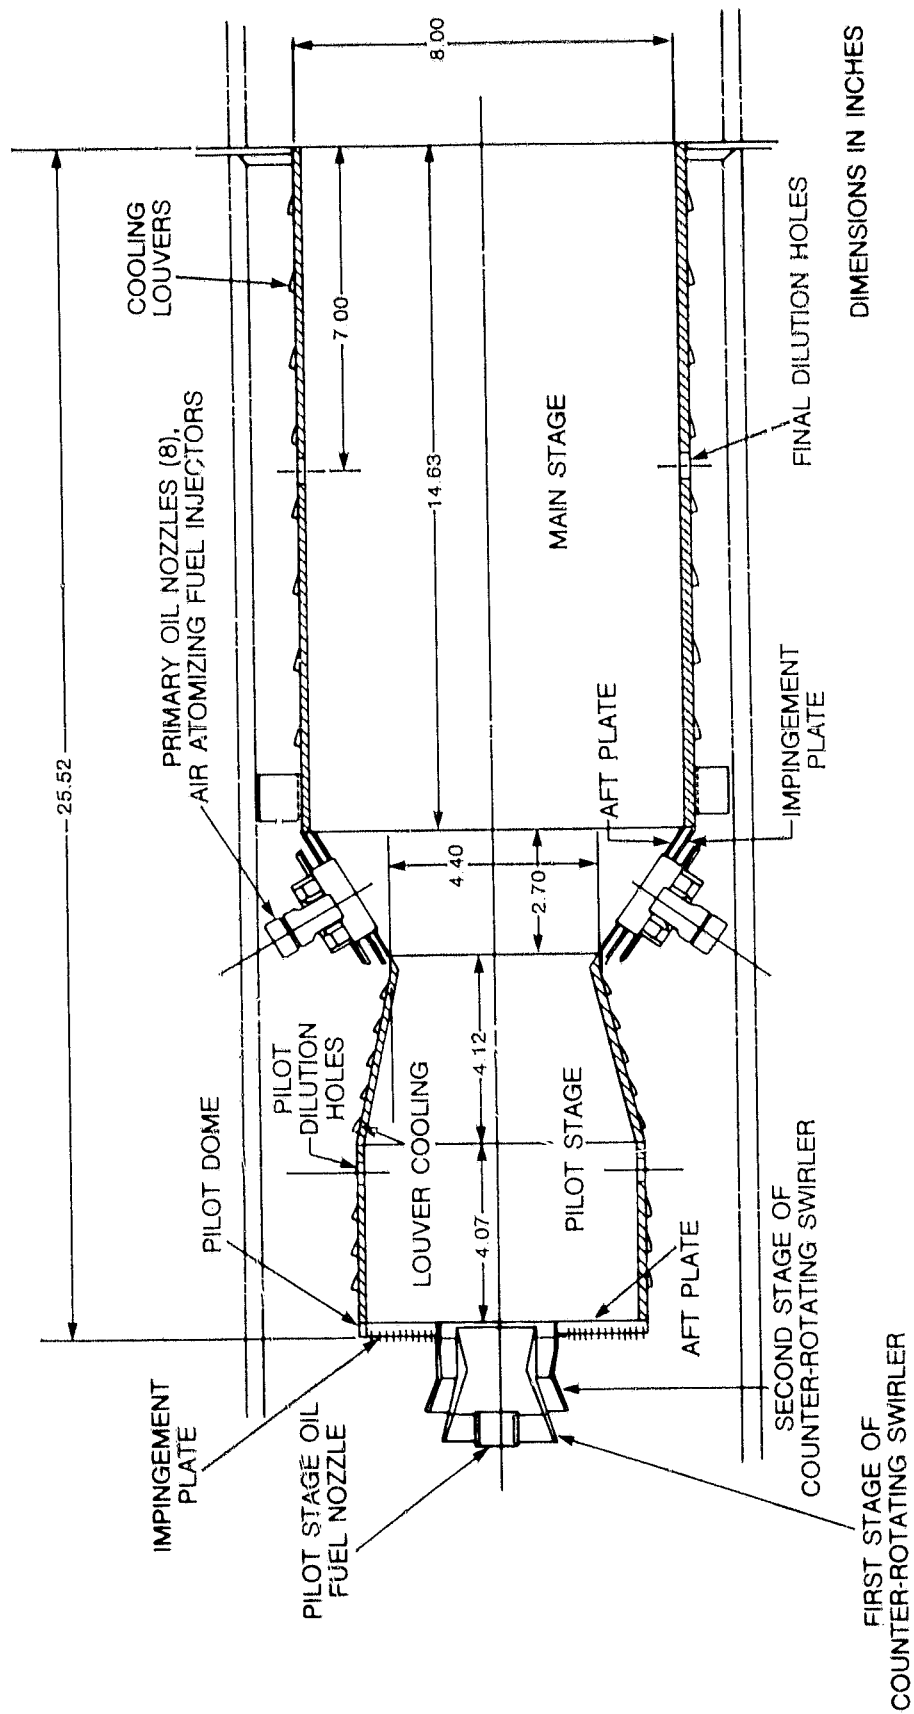 IMPINGEMENT
PLATE
PILOT DOME
PILOT
DILUTION
HOLES
PRIMARY OIL NOZZLES (8),
AIR ATOMIZING FUEL INJECTORS
COOLING
LOUVERS
25.52
7.00
14.63
8.00
4.40
2.70
4.12
4.07
LOUVER COOLING
PILOT STAGE
MAIN STAGE
PILOT STAGE OIL
FUEL NOZZLE
AFT PLATE
AFT PLATE
IMPINGEMENT
PLATE
FINAL DILUTION HOLES
SECOND STAGE OF
COUNTER-ROTATING SWIRLER
FIRST STAGE OF
COUNTER-ROTATING SWIRLER
DIMENSIONS IN INCHES